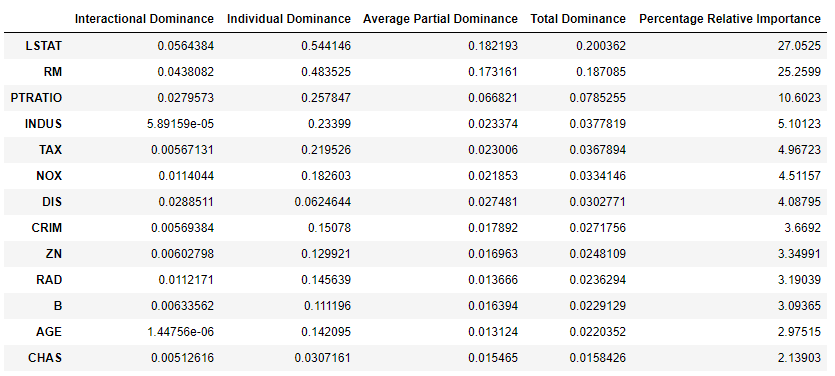 Interactional Dominance Individual Dominance Average Partial Dominance Total Dominance Percentage Relative Importance
LSTAT 0.0564384 0.544146 0.182193 0.200362 27.0525
RM 0.0438082 0.483525 0.173161 0.187085 25.2599
PTRATIO 0.0279573 0.257847 0.066821 0.0785255 10.6023
INDUS 5.89159e-05 0.23399 0.023374 0.0377819 5.10123
TAX 0.00567131 0.219526 0.023006 0.0367894 4.96723
NOX 0.0114044 0.182603 0.021853 0.0334146 4.51157
DIS 0.0288511 0.0624644 0.027481 0.0302771 4.08795
CRIM 0.00569384 0.15078 0.017892 0.0271756 3.6692
ZN 0.00602798 0.129921 0.016963 0.0248109 3.34991
RAD 0.0112171 0.145639 0.013666 0.0236294 3.19039
B 0.00633562 0.111196 0.016394 0.0229129 3.09365
AGE 1.44756e-06 0.142095 0.013124 0.0220352 2.97515
CHAS 0.00512616 0.0307161 0.015465 0.0158426 2.13903